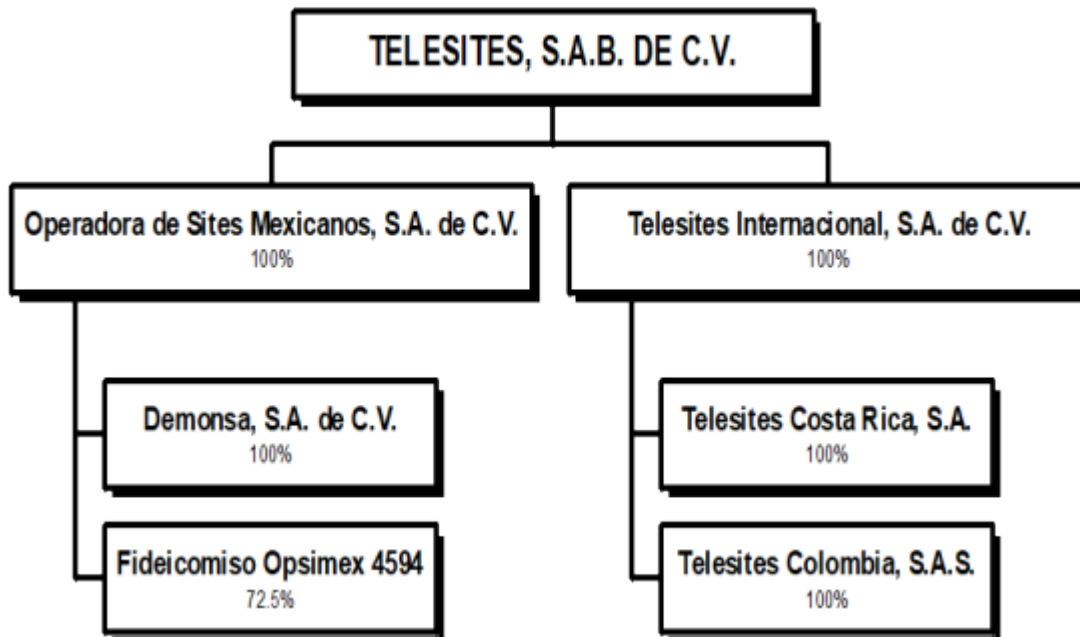 TELESITES, S.A.B. DE C.V.
Operadora de Sites Mexicanos, S.A. de C.V.
100%
Telesites Internacional, S.A. de C.V.
100%
Demonsa, S.A. de C.V.
100%
Fideicomiso Opsimex 4594
72.5%
Telesites Costa Rica, S.A.
100%
Telesites Colombia, S.A.S.
100%